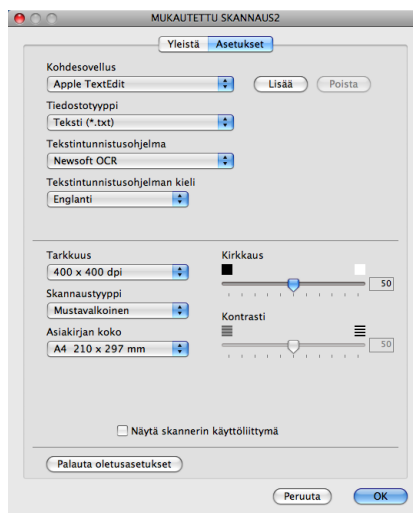 MUKAUTETTU SKANNAUS2
Yleistä Asetukset
Kohdesovellus
Apple TextEdit Lisää Poista
Tiedostotyyppi
Teksti (*.txt)
Tekstintunnistusohjelma
Newsoft OCR
Tekstintunnistusohjelman kieli
Englanti
Tarkkuus
400 x 400 dpi
Skannaustyyppi
Mustavalkoinen
Asiakirjan koko
A4 210 x 297 mm
Kirkkaus
50
Kontrasti
50
Näytä skannerin käyttöliittymä
Palauta oletusasetukset
Peruuta OK